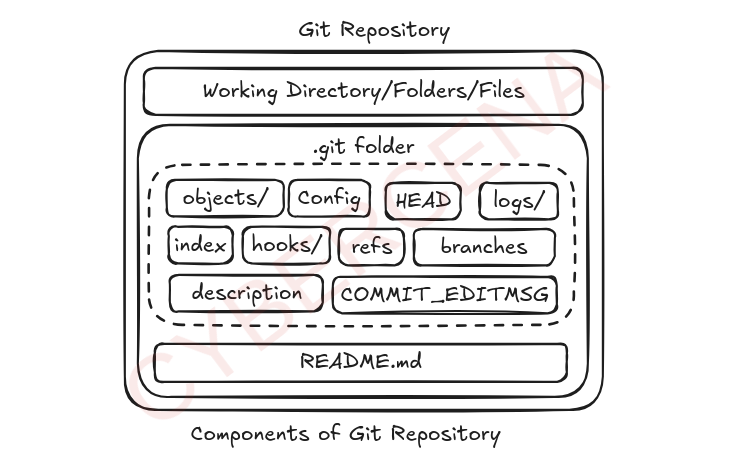 Git Repository
Working Directory/Folders/Files
.git folder
objects/ Config HEAD logs/
index hooks/ refs branches
description COMMIT_EDITMSG
README.md
Components of Git Repository
CYBERCENA